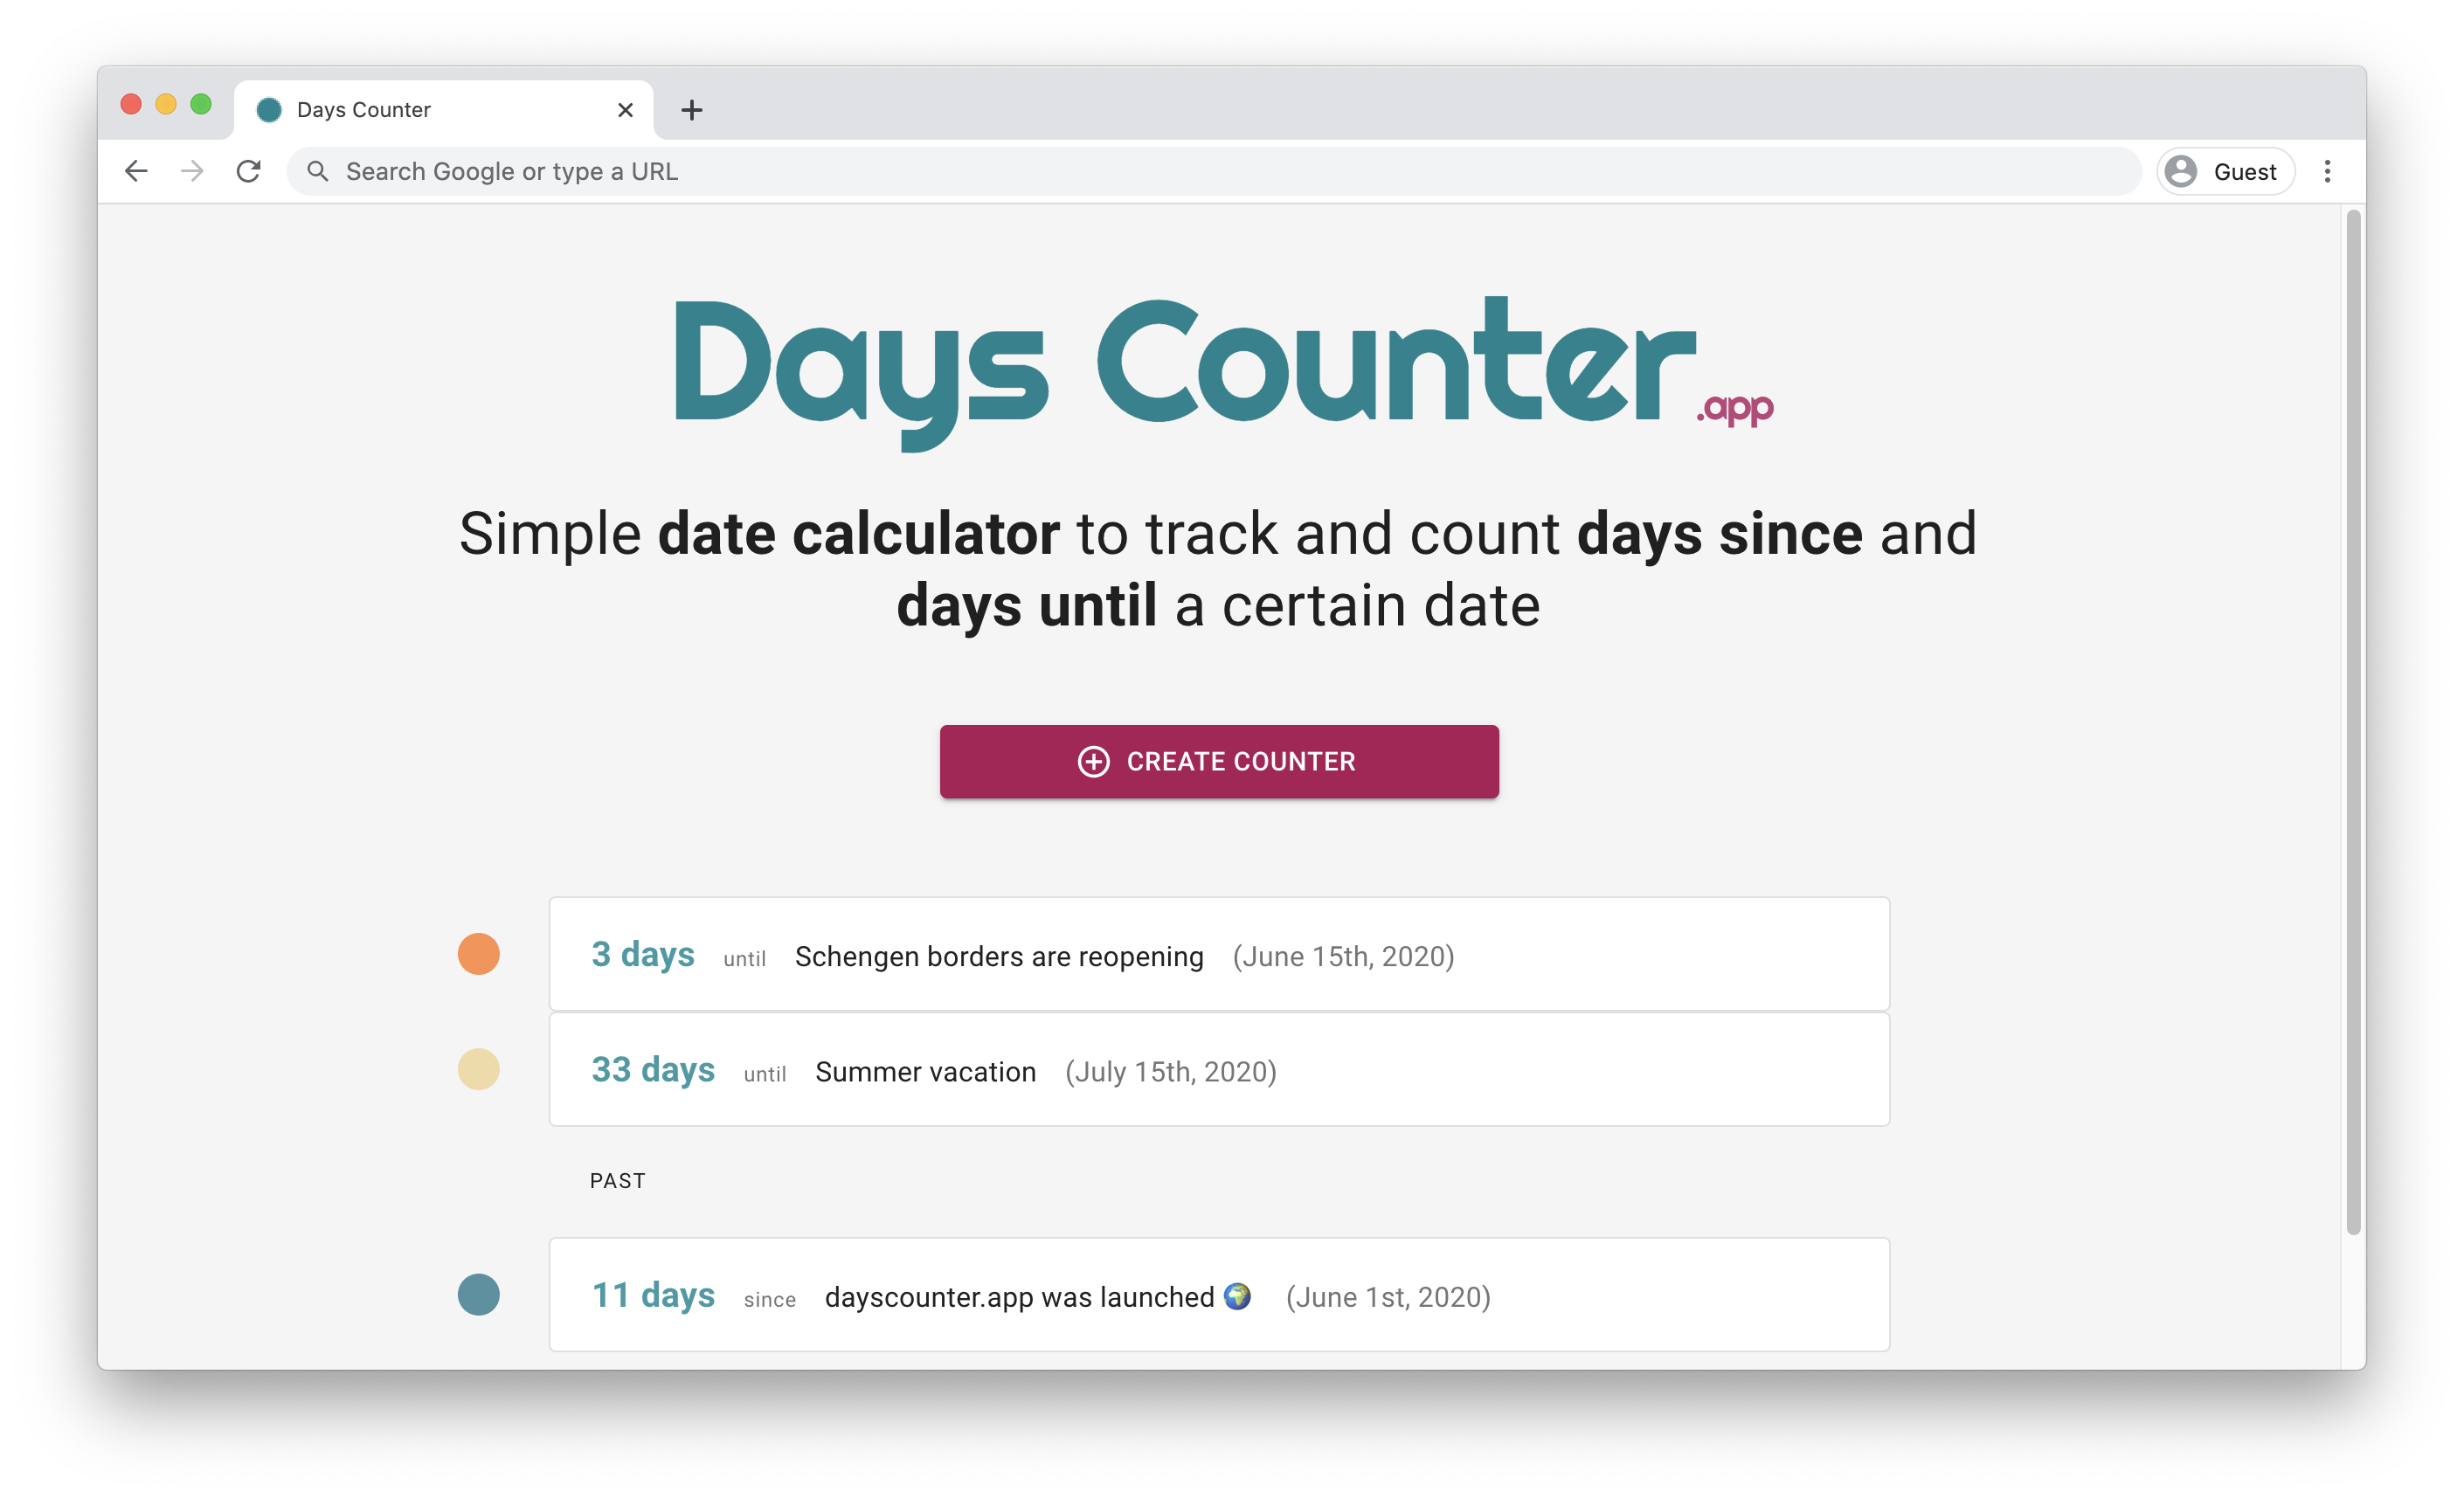 Days Counter
Search Google or type a URL
Guest
Days Counter.app
Simple date calculator to track and count days since and
days until a certain date
CREATE COUNTER
3 days until Schengen borders are reopening (June 15th, 2020)
33 days until Summer vacation (July 15th, 2020)
PAST
11 days since dayscounter.app was launched 🌍 (June 1st, 2020)